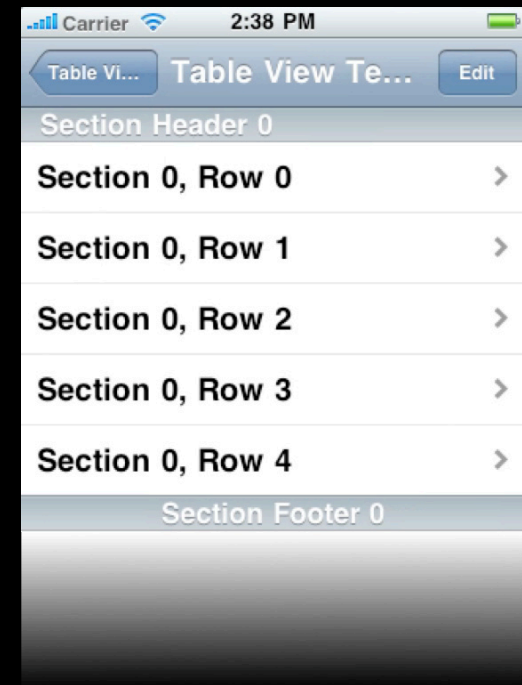 Carrier 2:38 PM
Table Vi... Table View Te... Edit
Section Header 0
Section 0, Row 0
Section 0, Row 1
Section 0, Row 2
Section 0, Row 3
Section 0, Row 4
Section Footer 0